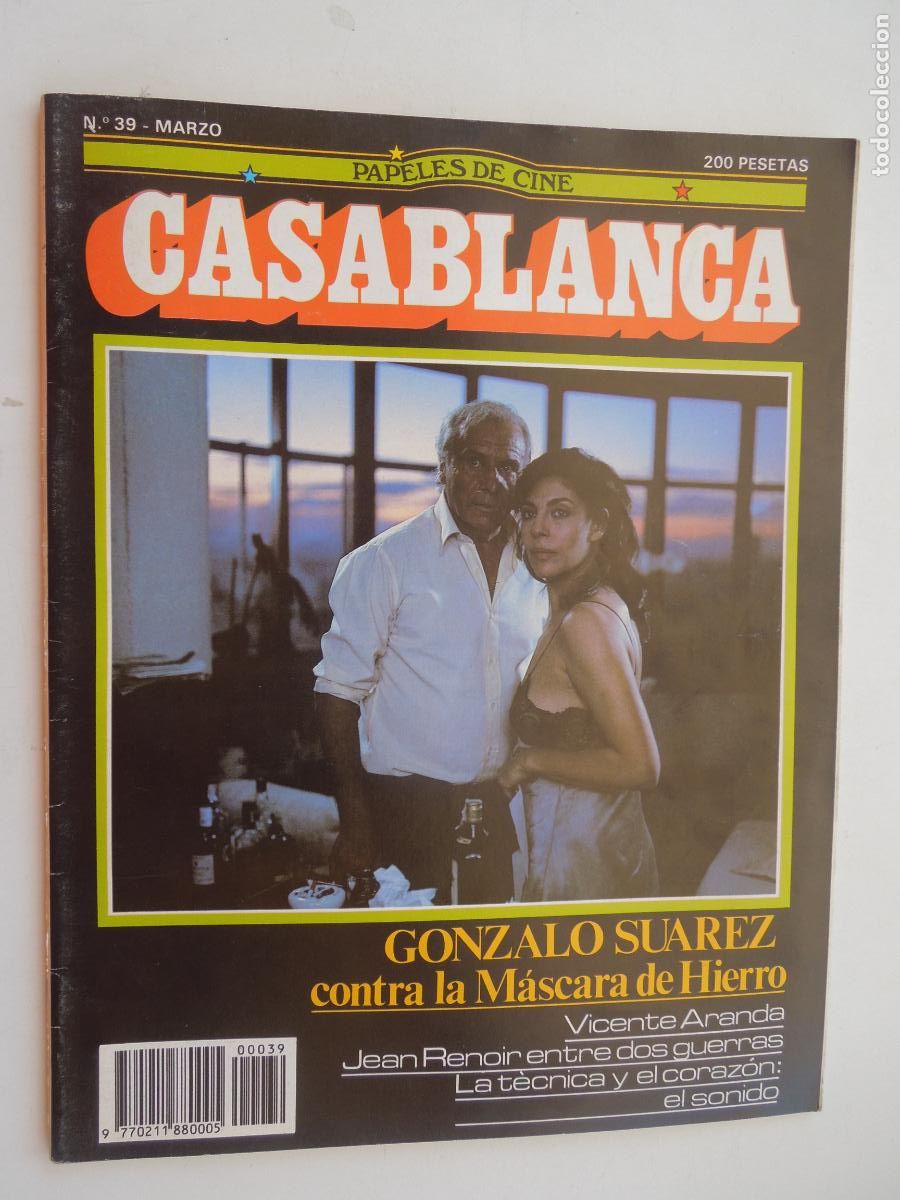 N.º 39 - MARZO
200 PESETAS
PAPELES DE CINE
CASABLANCA
GONZALO SUAREZ
contra la Máscara de Hierro
Vicente Aranda
Jean Renoir entre dos guerras
La tècnica y el corazón:
el sonido
00039
9 770211 880005
todocoleccion